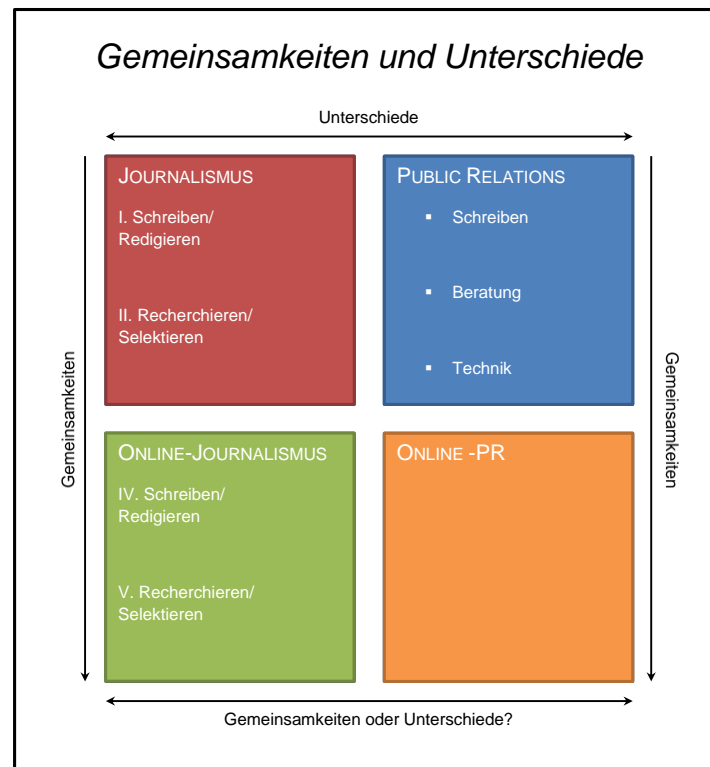 Gemeinsamkeiten und Unterschiede
Unterschiede
JOURNALISMUS
I. Schreiben/
Redigieren
II. Recherchieren/
Selektieren
PUBLIC RELATIONS
▪ Schreiben
▪ Beratung
▪ Technik
Gemeinsamkeiten
Gemeinsamkeiten
ONLINE-JOURNALISMUS
IV. Schreiben/
Redigieren
V. Recherchieren/
Selektieren
ONLINE -PR
Gemeinsamkeiten oder Unterschiede?